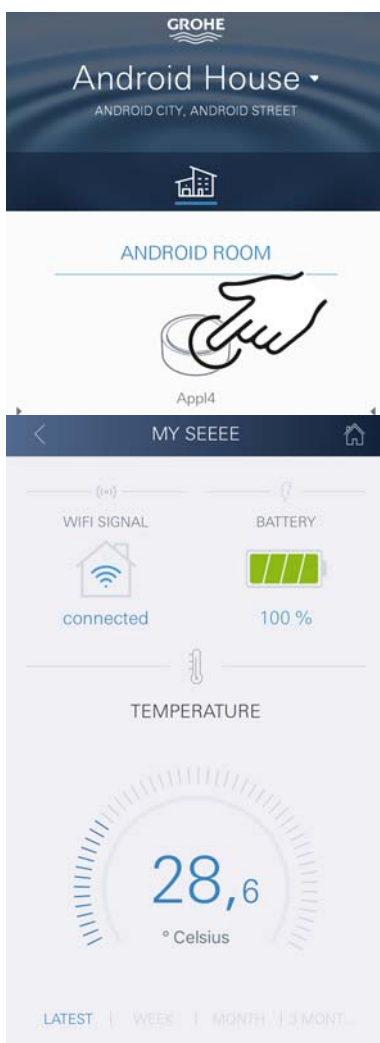 GROHE
Android House
ANDROID CITY, ANDROID STREET
ANDROID ROOM
Appl4
MY SEEEE
WIFI SIGNAL BATTERY
connected 100 %
TEMPERATURE
28,6
° Celsius
LATEST | WEEK | MONTH | 3 MONT...